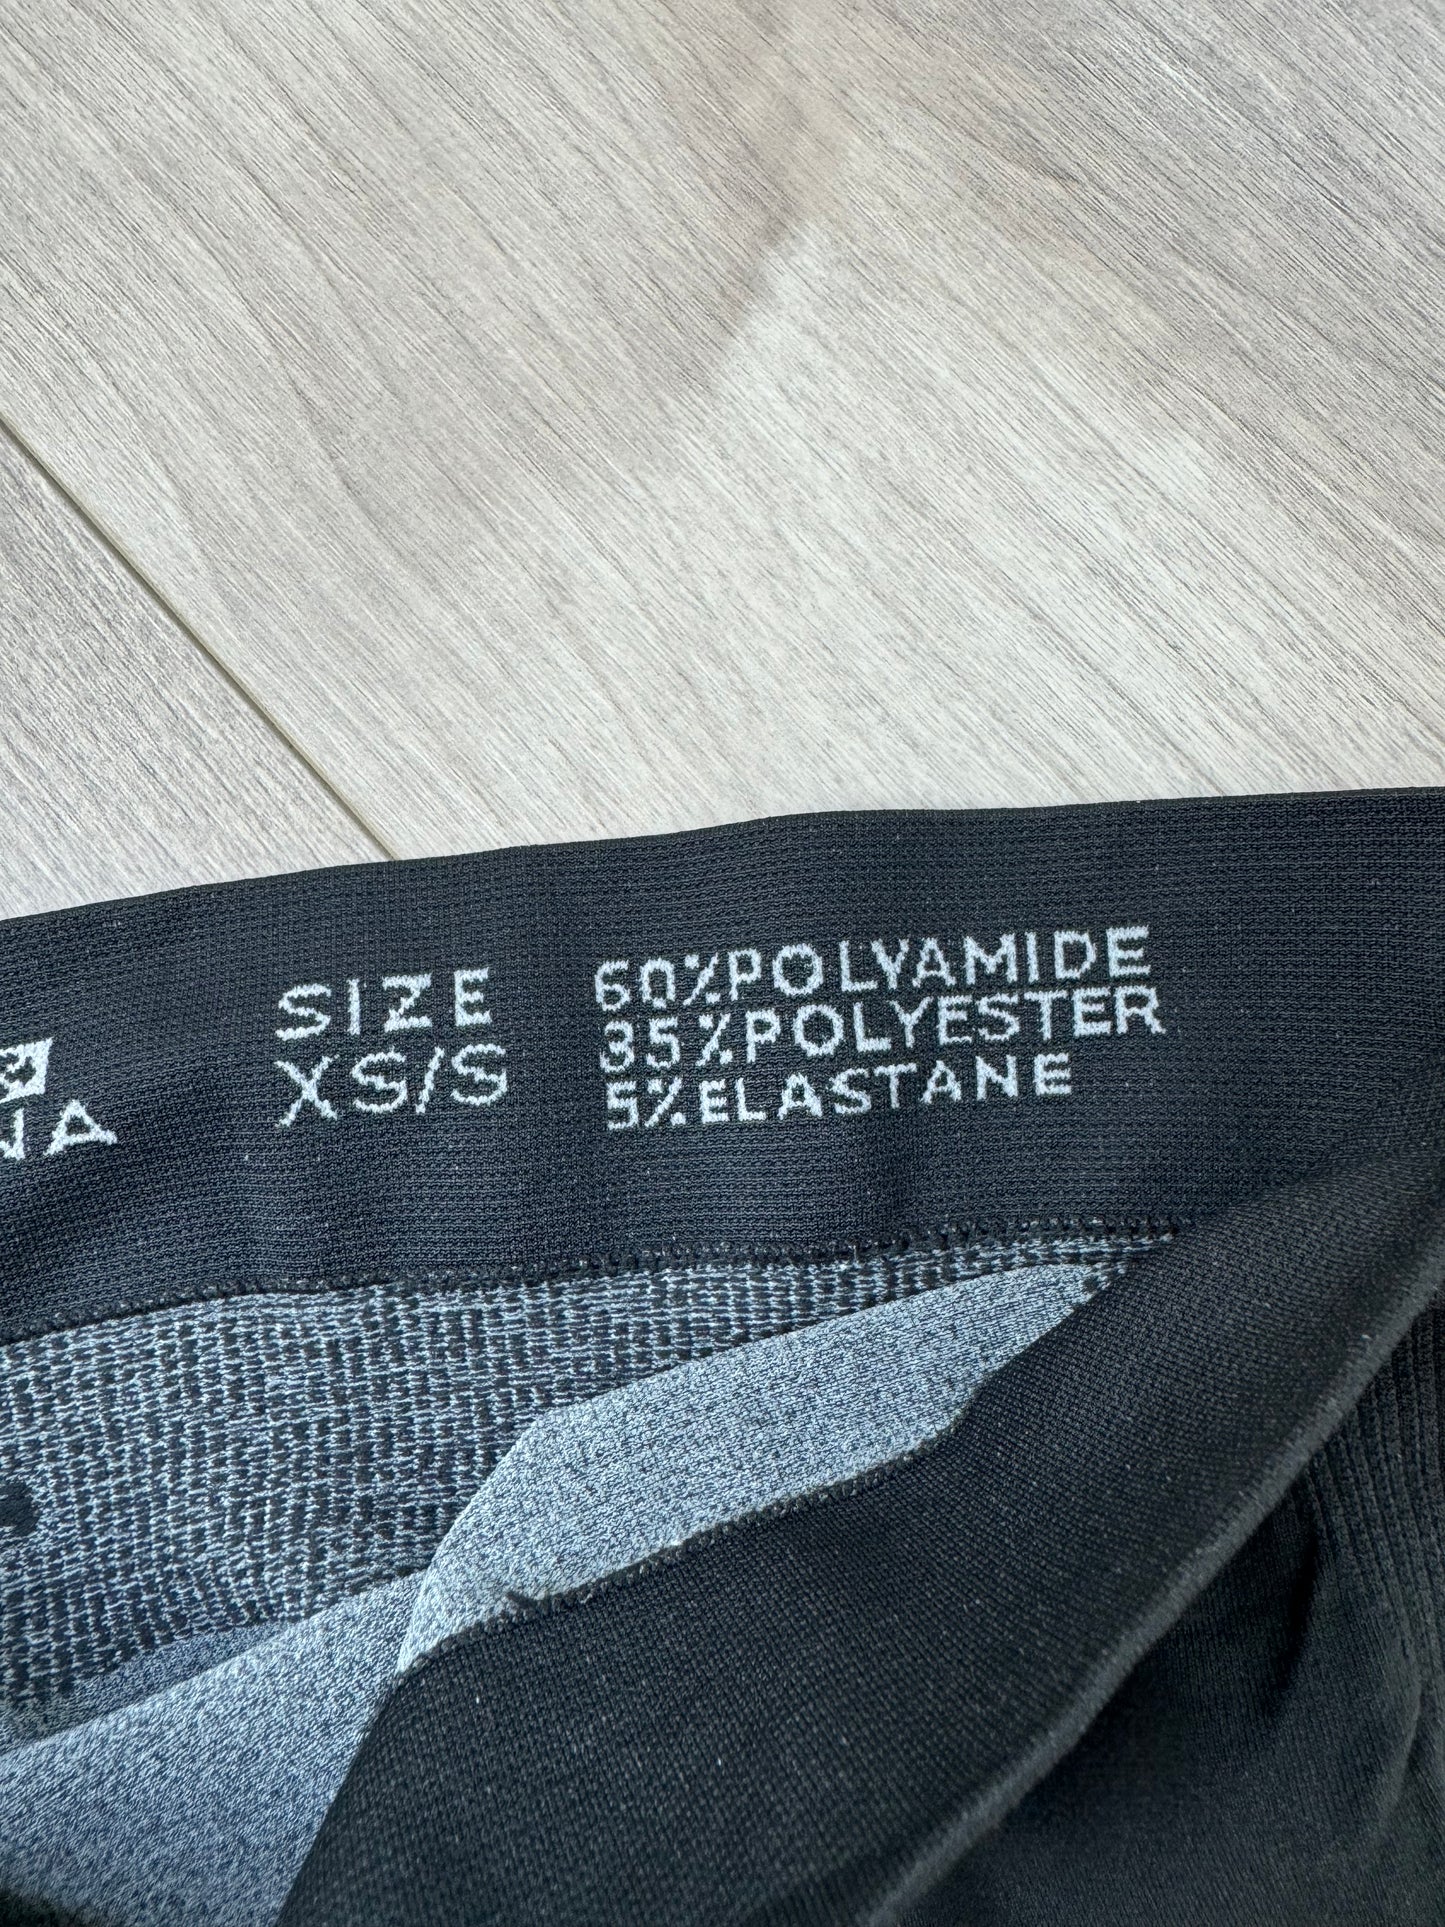 SIZE
XS/S
60%POLYAMIDE
35%POLYESTER
5%ELASTANE